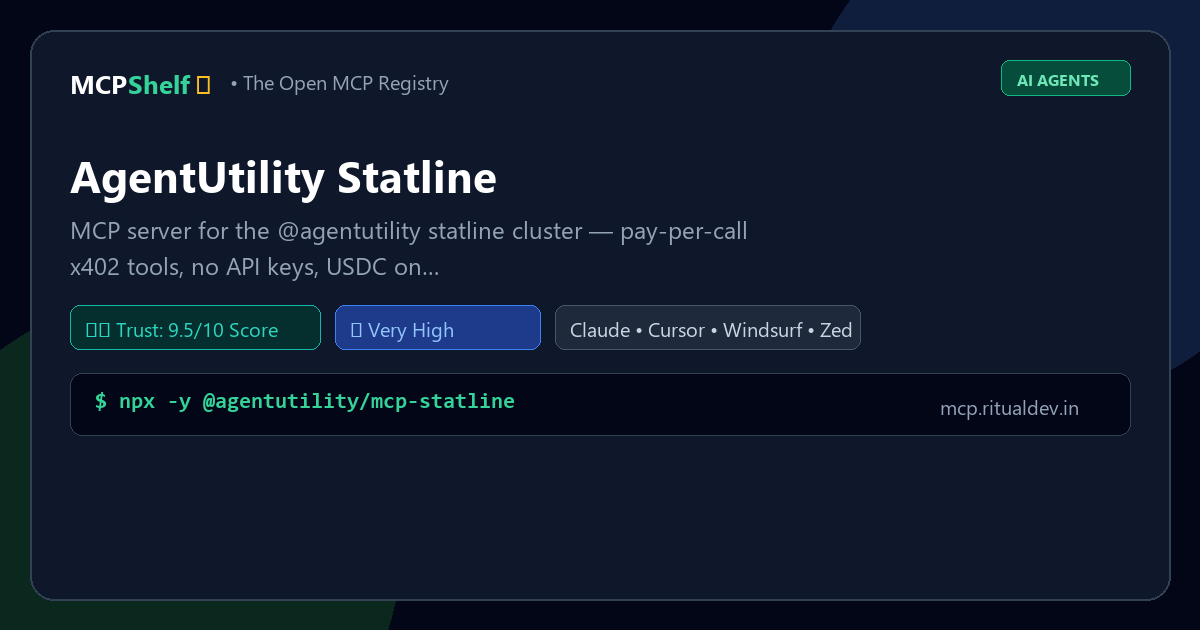 MCPShelf • The Open MCP Registry
AI AGENTS
AgentUtility Statline
MCP server for the @agentutility statline cluster — pay-per-call
x402 tools, no API keys, USDC on...
Trust: 9.5/10 Score
Very High
Claude • Cursor • Windsurf • Zed
$ npx -y @agentutility/mcp-statline
mcp.ritualdev.in